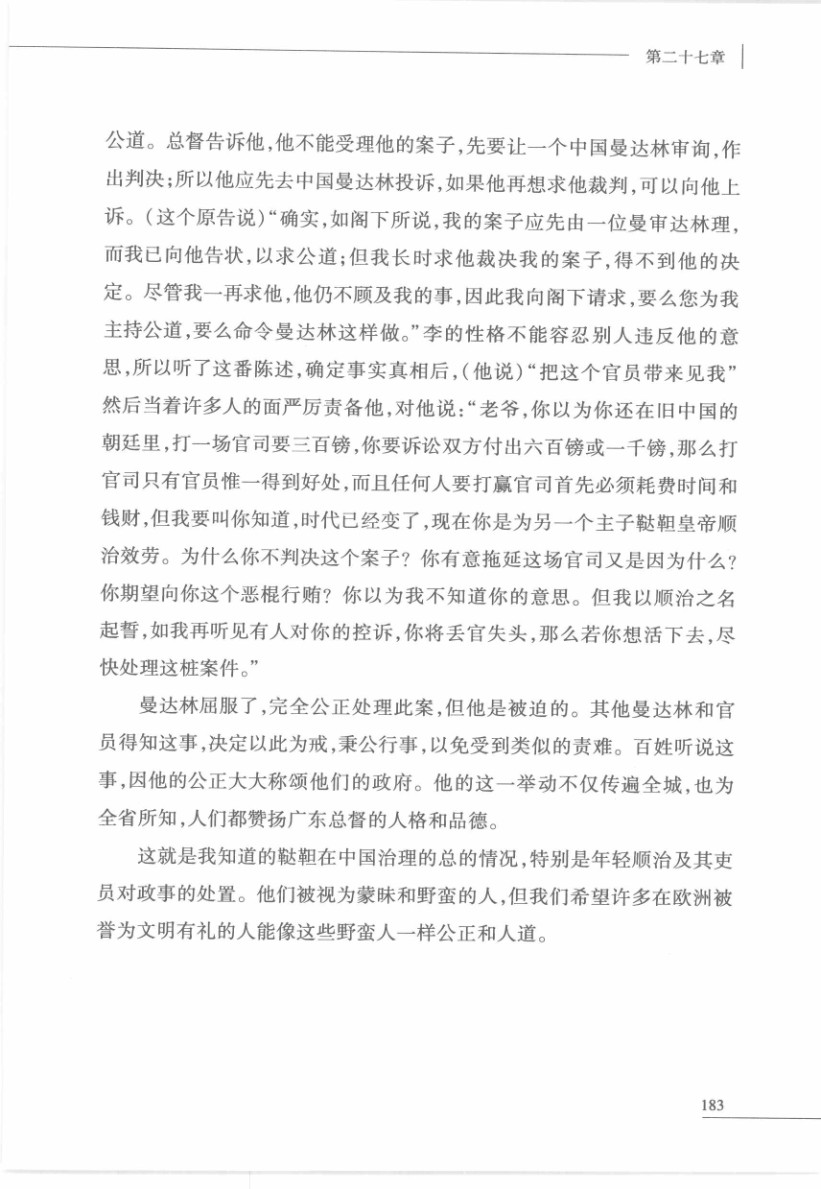 第二十七章
公道。总督告诉他,他不能受理他的案子,先要让一个中国曼达林审询,作
出判决;所以他应先去中国曼达林投诉,如果他再想求他裁判,可以向他上
诉。(这个原告说)“确实,如阁下所说,我的案子应先由一位曼审达林理,
而我已向他告状,以求公道;但我长时求他裁决我的案子,得不到他的决
定。尽管我一再求他,他仍不顾及我的事,因此我向阁下请求,要么您为我
主持公道,要么命令曼达林这样做。”李的性格不能容忍别人违反他的意
思,所以听了这番陈述,确定事实真相后,(他说)“把这个官员带来见我”
然后当着许多人的面严厉责备他,对他说:“老爷,你以为你还在旧中国的
朝廷里,打一场官司要三百镑,你要诉讼双方付出六百镑或一千镑,那么打
官司只有官员惟一得到好处,而且任何人要打赢官司首先必须耗费时间和
钱财,但我要叫你知道,时代已经变了,现在你是为另一个主子鞑靼皇帝顺
治效劳。为什么你不判决这个案子?你有意拖延这场官司又是因为什么?
你期望向你这个恶棍行贿?你以为我不知道你的意思。但我以顺治之名
起誓,如我再听见有人对你的控诉,你将丢官失头,那么若你想活下去,尽
快处理这桩案件。”
曼达林屈服了,完全公正处理此案,但他是被迫的。其他曼达林和官
员得知这事,决定以此为戒,秉公行事,以免受到类似的责难。百姓听说这
事,因他的公正大大称颂他们的政府。他的这一举动不仅传遍全城,也为
全省所知,人们都赞扬广东总督的人格和品德。
这就是我知道的鞑靼在中国治理的总的情况,特别是年轻顺治及其吏
员对政事的处置。他们被视为蒙昧和野蛮的人,但我们希望许多在欧洲被
誉为文明有礼的人能像这些野蛮人一样公正和人道。
183